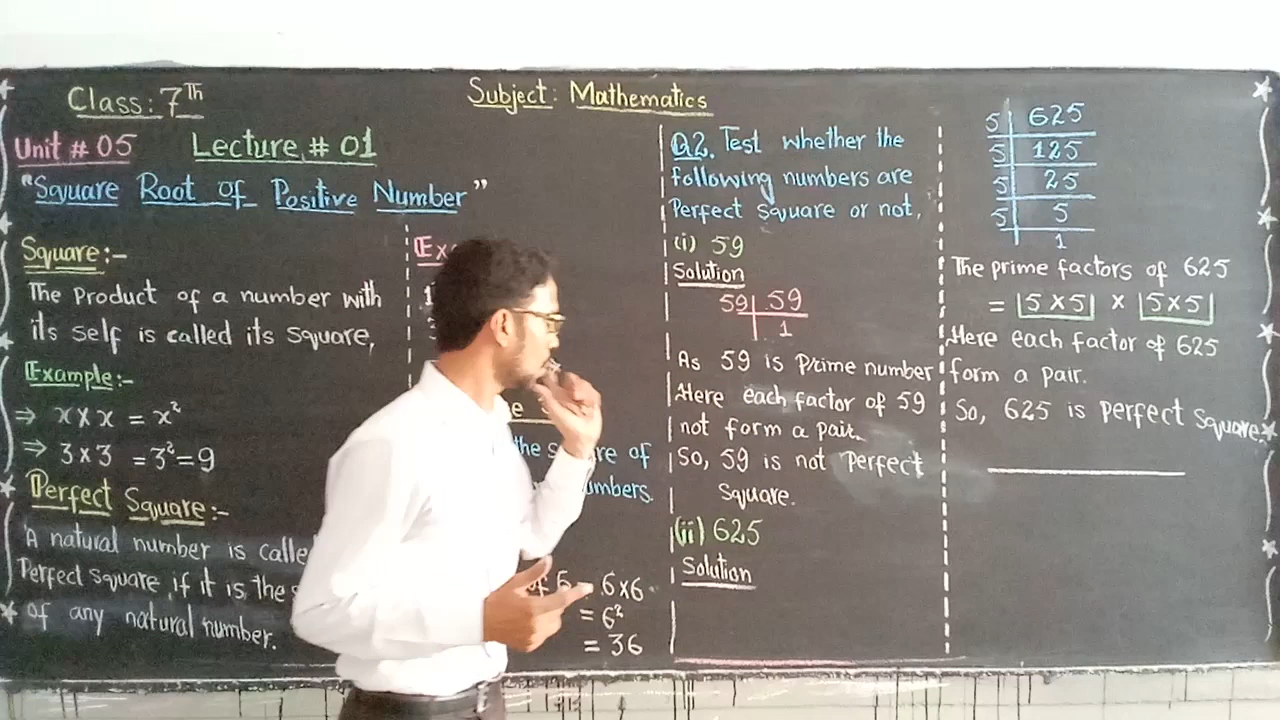 Class: 7Th
Subject: Mathematics
Unit # 05 Lecture # 01
"Square Root of Positive Number"
Square:-
The Product of a number with
its self is called its square,
Example:-
⇒ x × x = x²
⇒ 3 × 3 = 3² = 9
Perfect Square:-
A natural number is
Perfect square, if it is the
of any natural number.
the of
6 = 6×6
= 6²
= 36
Q2. Test whether the
following numbers are
Perfect square or not,
(i) 59
Solution
59 | 59
1
As 59 is Prime number
Here each factor of 59
not form a pair.
So, 59 is not Perfect
Square.
(ii) 625
Solution
5 | 625
5 | 125
5 | 25
5 | 5
1
The prime factors of 625
= 5×5 × 5×5
Here each factor of 625
form a pair.
So, 625 is perfect square.